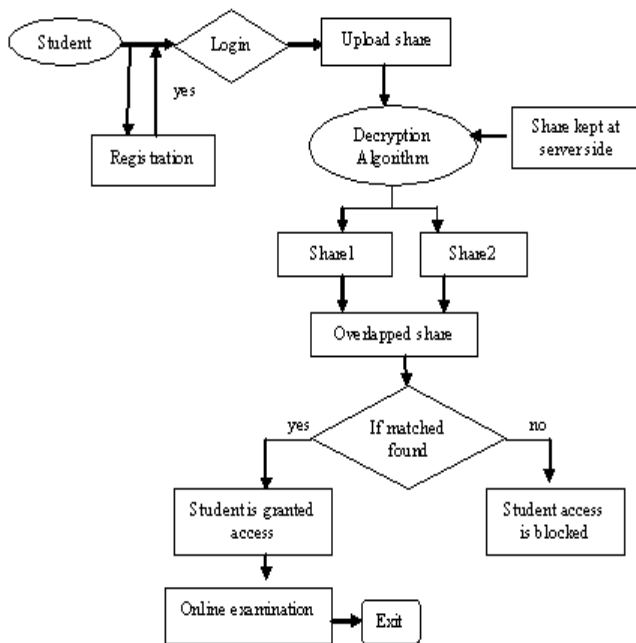 Student
Login
Upload share
yes
Registration
Decryption
Algorithm
Share kept at
server side
Share1
Share2
Overlapped share
yes
If matched
found
no
Student is granted
access
Student access
is blocked
Online examination
Exit